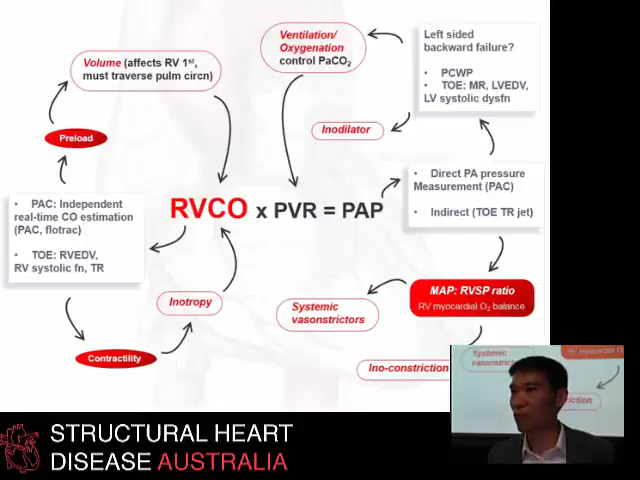 Volume (affects RV 1st,
must traverse pulm circn)
Ventilation/
Oxygenation
control PaCO2
Left sided
backward failure?
• PCWP
• TOE: MR, LVEDV,
LV systolic dysfn
Inodilator
Preload
• PAC: Independent
real-time CO estimation
(PAC, flotrac)
• TOE: RVEDV,
RV systolic fn, TR
RVCO x PVR = PAP
• Direct PA pressure
Measurement (PAC)
• Indirect (TOE TR jet)
Inotropy
Systemic
vasonstrictors
MAP: RVSP ratio
RV myocardial O2 balance
Contractility
Ino-constriction
Systemic
RV myocardial O
STRUCTURAL HEART
DISEASE AUSTRALIA